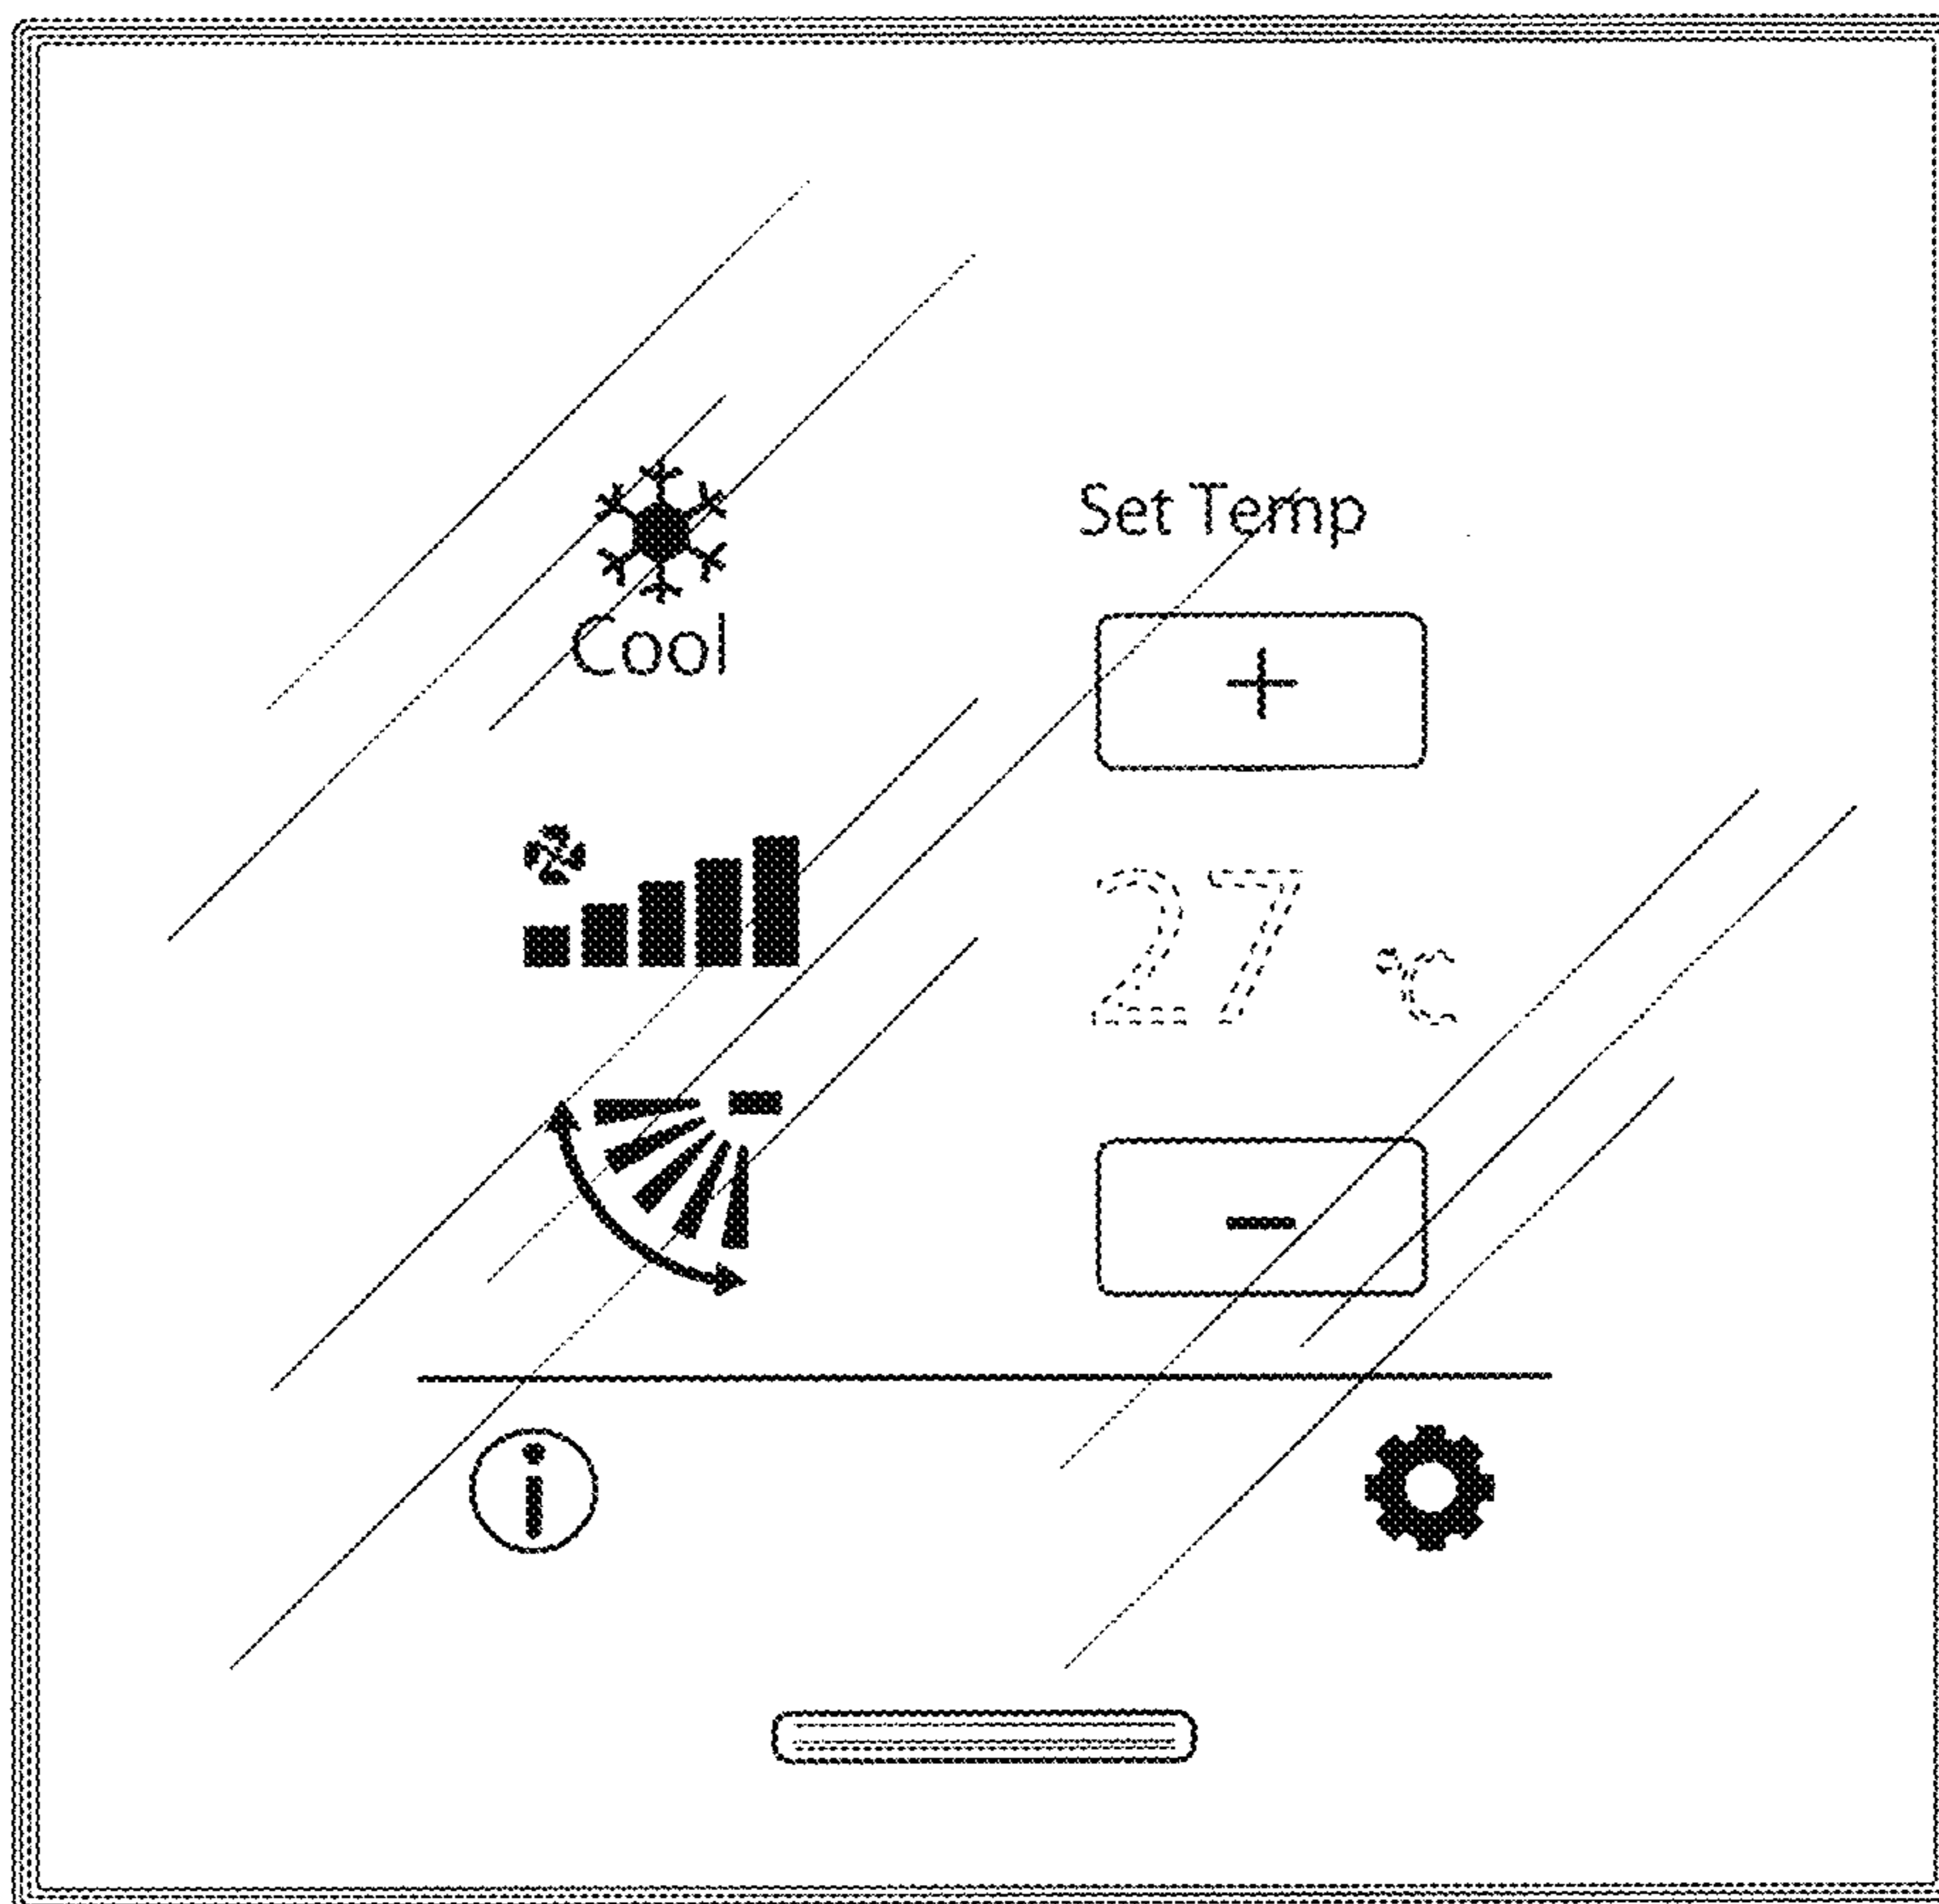 Cool
Set Temp
+
27 ℃
-
i